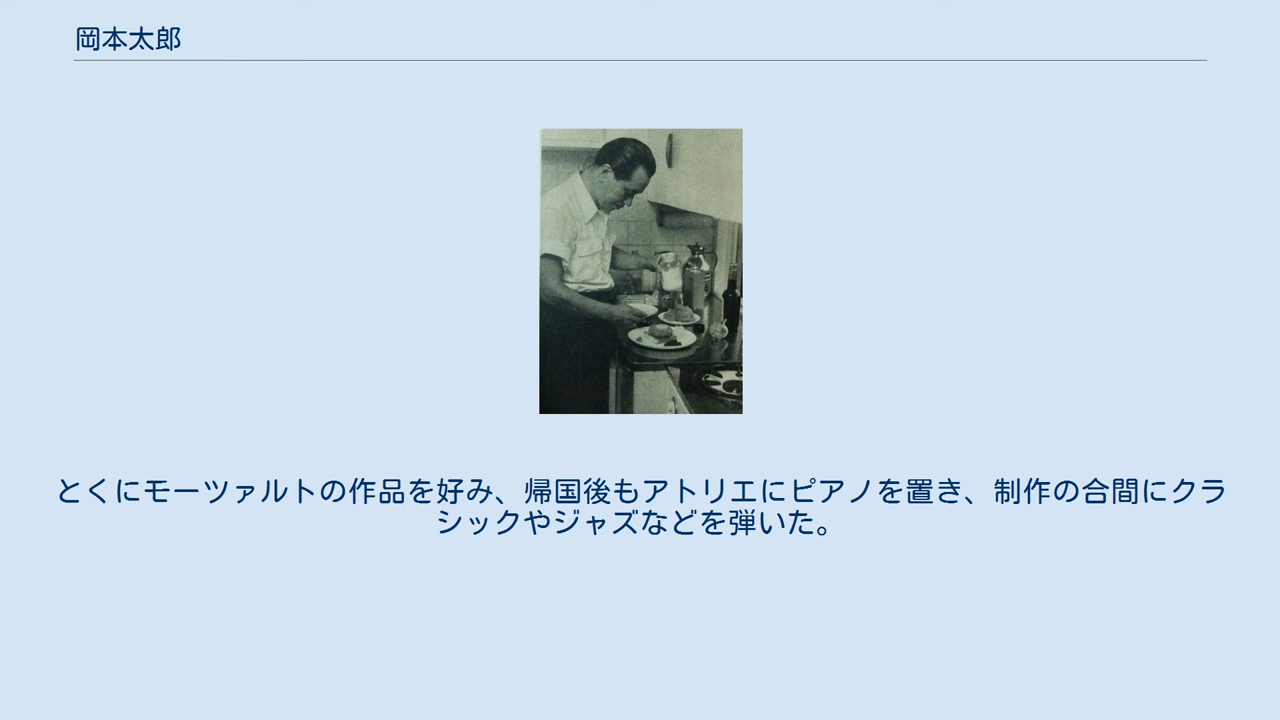 岡本太郎
とくにモーツァルトの作品を好み、帰国後もアトリエにピアノを置き、制作の合間にクラ
シックやジャズなどを弾いた。